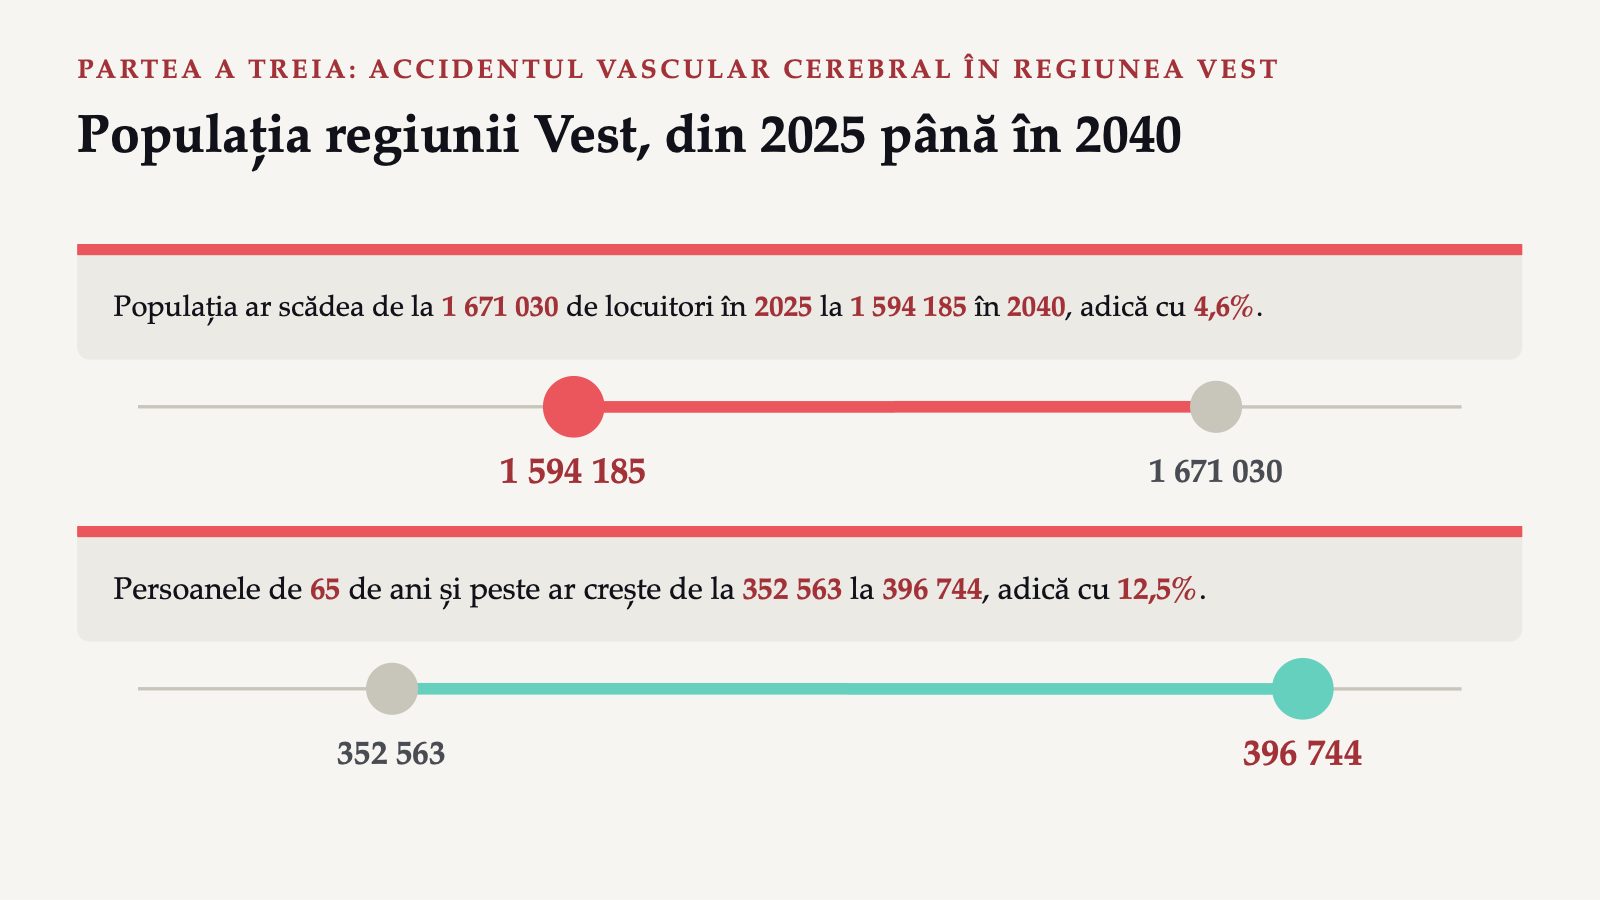 PARTEA A TREIA: ACCIDENTUL VASCULAR CEREBRAL ÎN REGIUNEA VEST
Populația regiunii Vest, din 2025 până în 2040
Populația ar scădea de la 1 671 030 de locuitori în 2025 la 1 594 185 în 2040, adică cu 4,6%.
1 594 185
1 671 030
Persoanele de 65 de ani și peste ar crește de la 352 563 la 396 744, adică cu 12,5%.
352 563
396 744